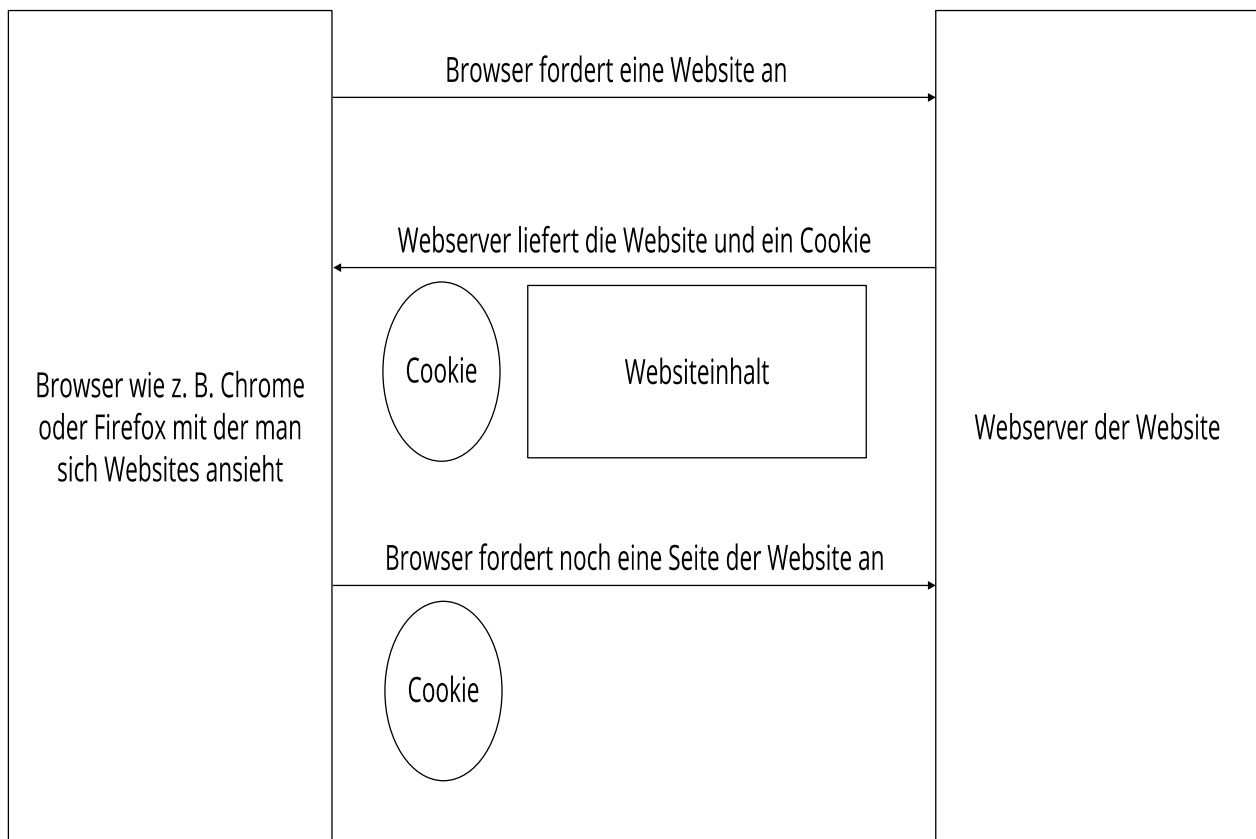 Browser fordert eine Website an
Webserver liefert die Website und ein Cookie
Cookie
Websiteinhalt
Browser wie z. B. Chrome
oder Firefox mit der man
sich Websites ansieht
Webserver der Website
Browser fordert noch eine Seite der Website an
Cookie